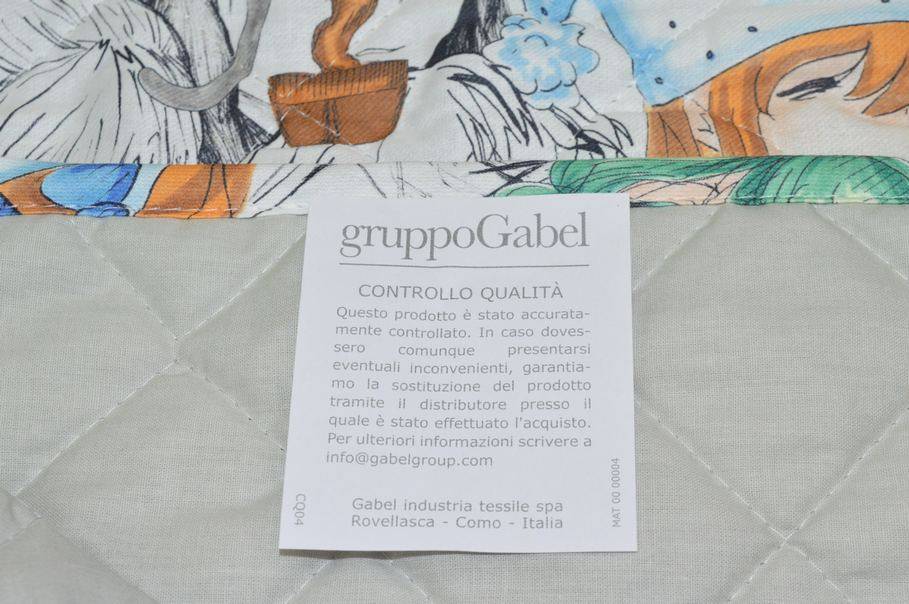 gruppoGabel
CONTROLLO QUALITÀ
Questo prodotto è stato accurata-
mente controllato. In caso doves-
sero comunque presentarsi
eventuali inconvenienti, garantia-
mo la sostituzione del prodotto
tramite il distributore presso il
quale è stato effettuato l'acquisto.
Per ulteriori informazioni scrivere a
info@gabelgroup.com
CQ04
MAT 00 00004
Gabel industria tessile spa
Rovellasca - Como - Italia